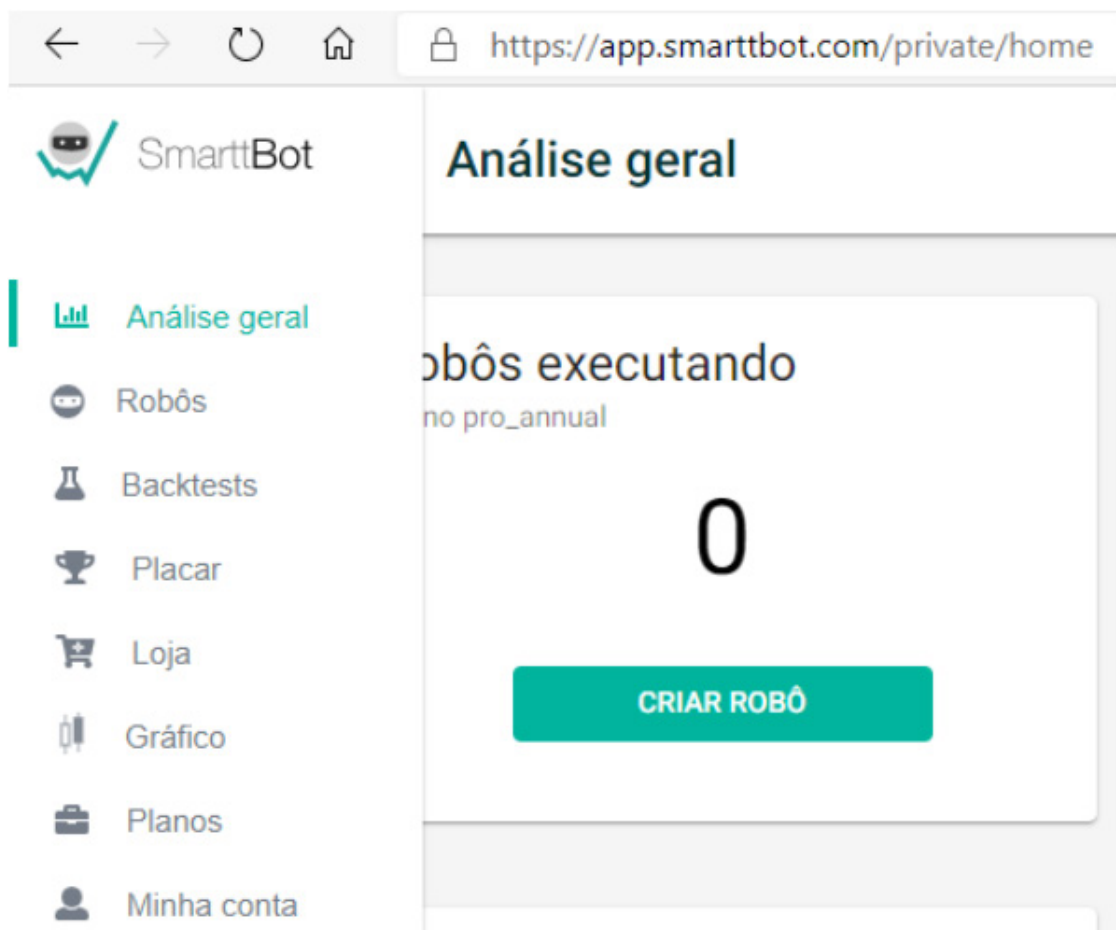 https://app.smarttbot.com/private/home
SmarttBot
Análise geral
Análise geral
Robôs
Backtests
Placar
Loja
Gráfico
Planos
Minha conta
obôs executando
no pro_annual
0
CRIAR ROBÔ